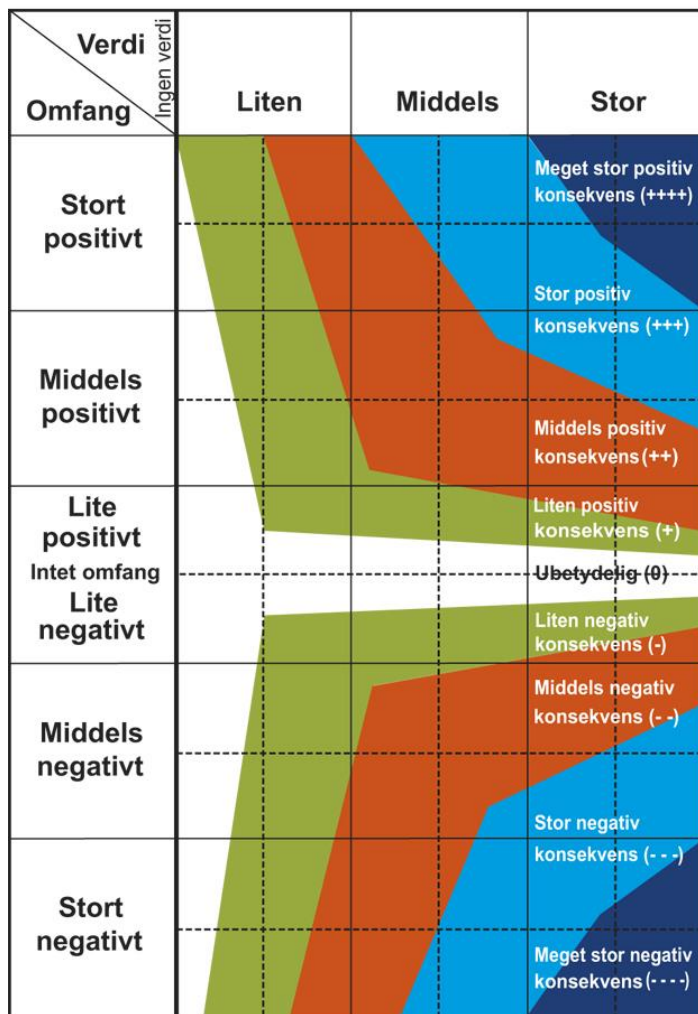 Verdi
Ingen verdi
Omfang
Liten
Middels
Stor
Stort
positivt
Meget stor positiv
konsekvens (++++)
Stor positiv
konsekvens (+++)
Middels
positivt
Middels positiv
konsekvens (++)
Lite
positivt
Liten positiv
konsekvens (+)
Intet omfang
Ubetydelig (0)
Lite
negativt
Liten negativ
konsekvens (-)
Middels
negativt
Middels negativ
konsekvens (- -)
Stor negativ
konsekvens (- - -)
Stort
negativt
Meget stor negativ
konsekvens (- - - -)